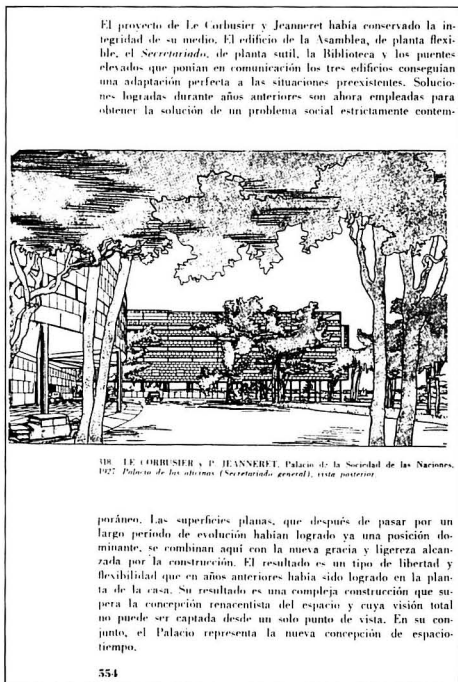 El proyecto de Le Corbusier y Jeanneret había conservado la in-
tegridad de su medio. El edificio de la Asamblea, de planta flexi-
ble, el Secretariado, de planta sutil, la Biblioteca y los puentes
elevados que ponían en comunicación los tres edificios conseguían
una adaptación perfecta a las situaciones preexistentes. Solucio-
nes logradas durante años anteriores son ahora empleadas para
obtener la solución de un problema social estrictamente contem-
318. LE CORBUSIER y P. JEANNERET, Palacio de la Sociedad de las Naciones,
1927. Palacio de las oficinas (Secretariado general), vista posterior.
poráneo. Las superficies planas, que después de pasar por un
largo período de evolución habían logrado ya una posición do-
minante, se combinan aquí con la nueva gracia y ligereza alcan-
zada por la construcción. El resultado es un tipo de libertad y
flexibilidad que en años anteriores había sido logrado en la plan-
ta de la casa. Su resultado es una compleja construcción que su-
pera la concepción renacentista del espacio y cuya visión total
no puede ser captada desde un solo punto de vista. En su con-
junto, el Palacio representa la nueva concepción de espacio-
tiempo.
554